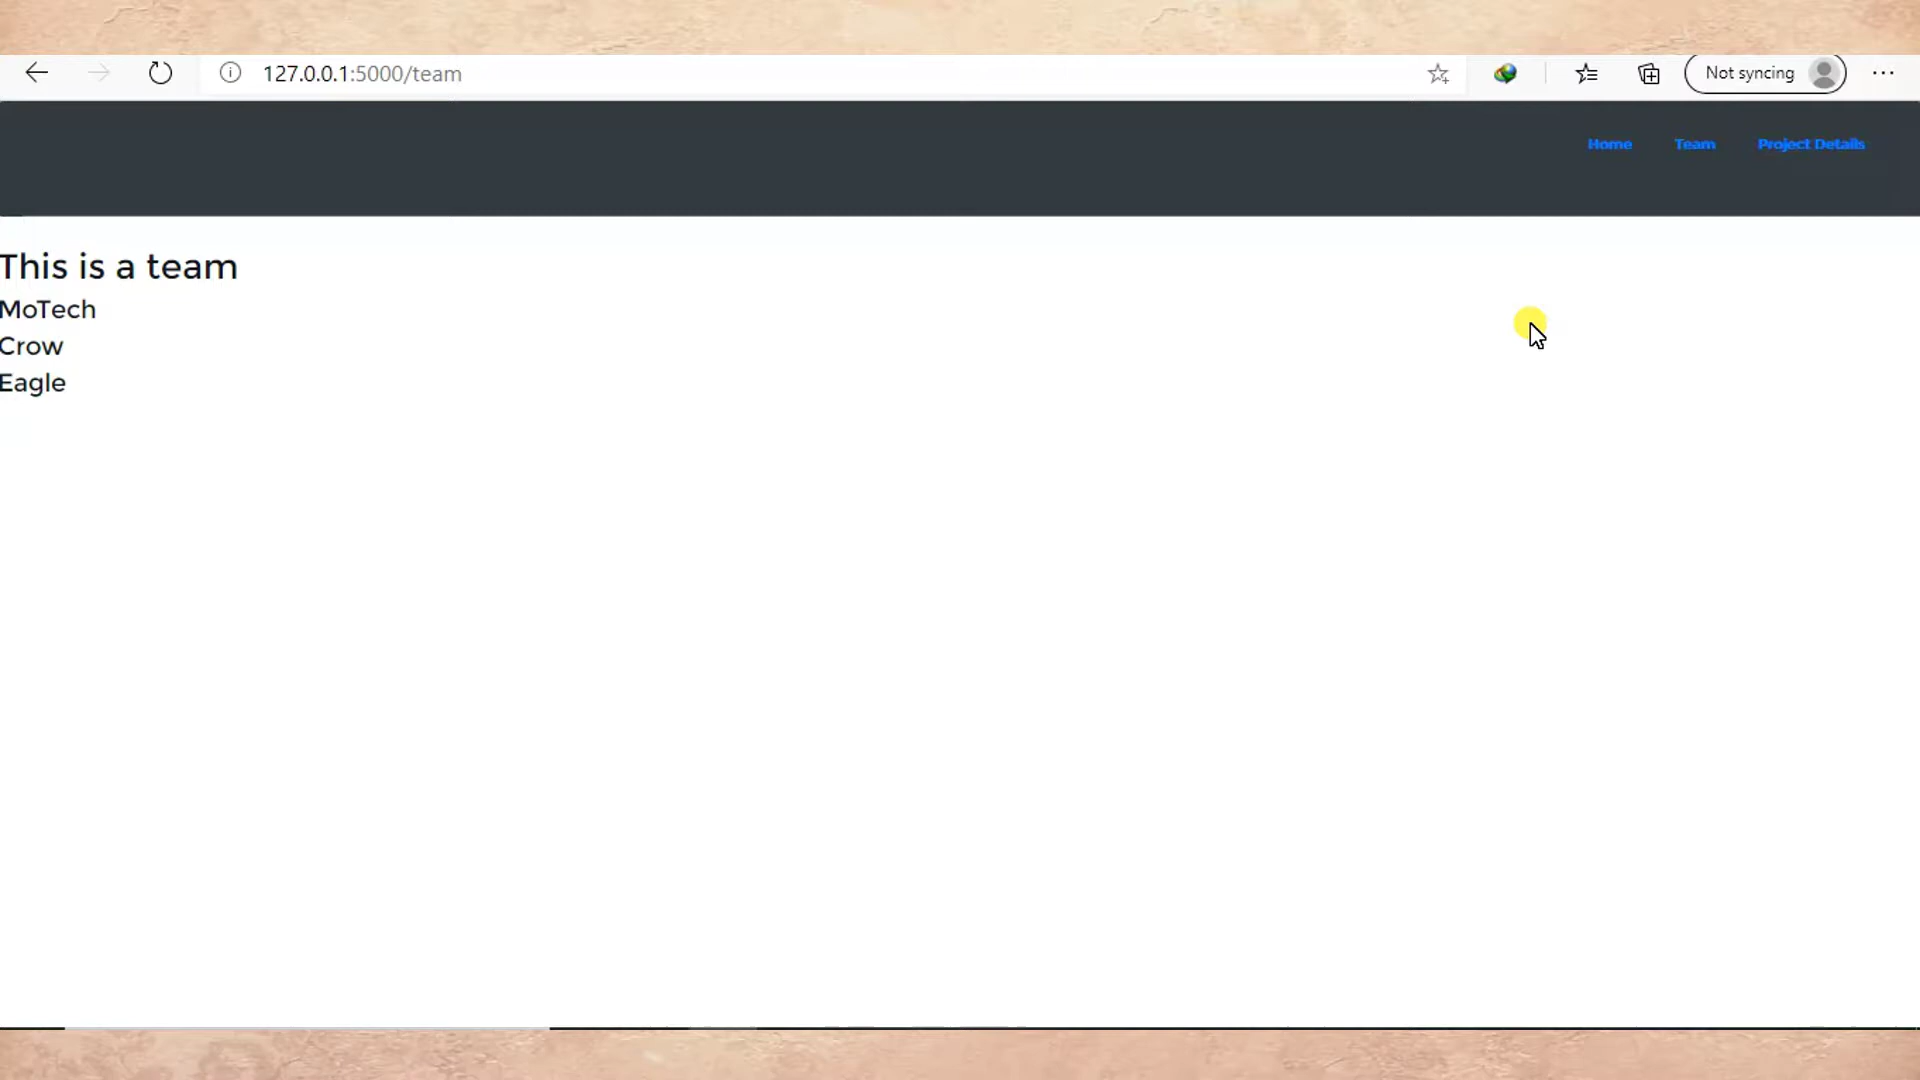 127.0.0.1:5000/team
Not syncing
Home Team Project Details
This is a team
MoTech
Crow
Eagle